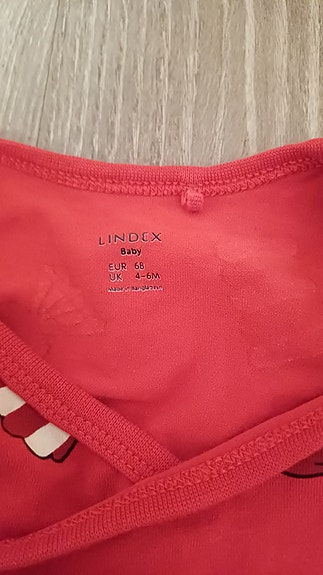 LINDEX
Baby
EUR 68
UK 4-6M
Made in Bangladesh